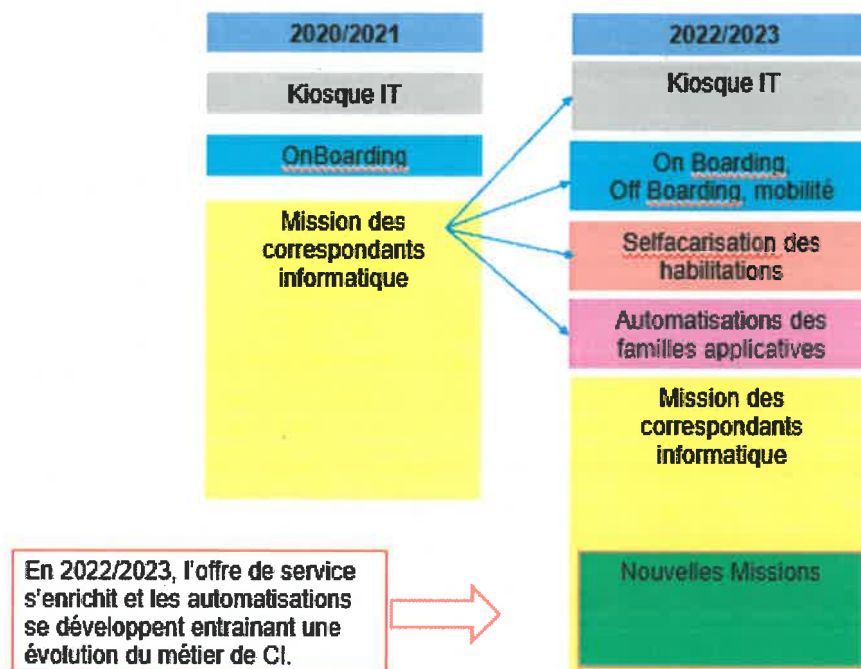 2020/2021
Kiosque IT
OnBoarding
Mission des
correspondants
informatique
2022/2023
Kiosque IT
On Boarding,
Off Boarding, mobilité
Selfacarisation des
habilitations
Automatisations des
familles applicatives
Mission des
correspondants
informatique
Nouvelles Missions
En 2022/2023, l'offre de service
s'enrichit et les automatisations
se développent entrainant une
évolution du métier de CI.